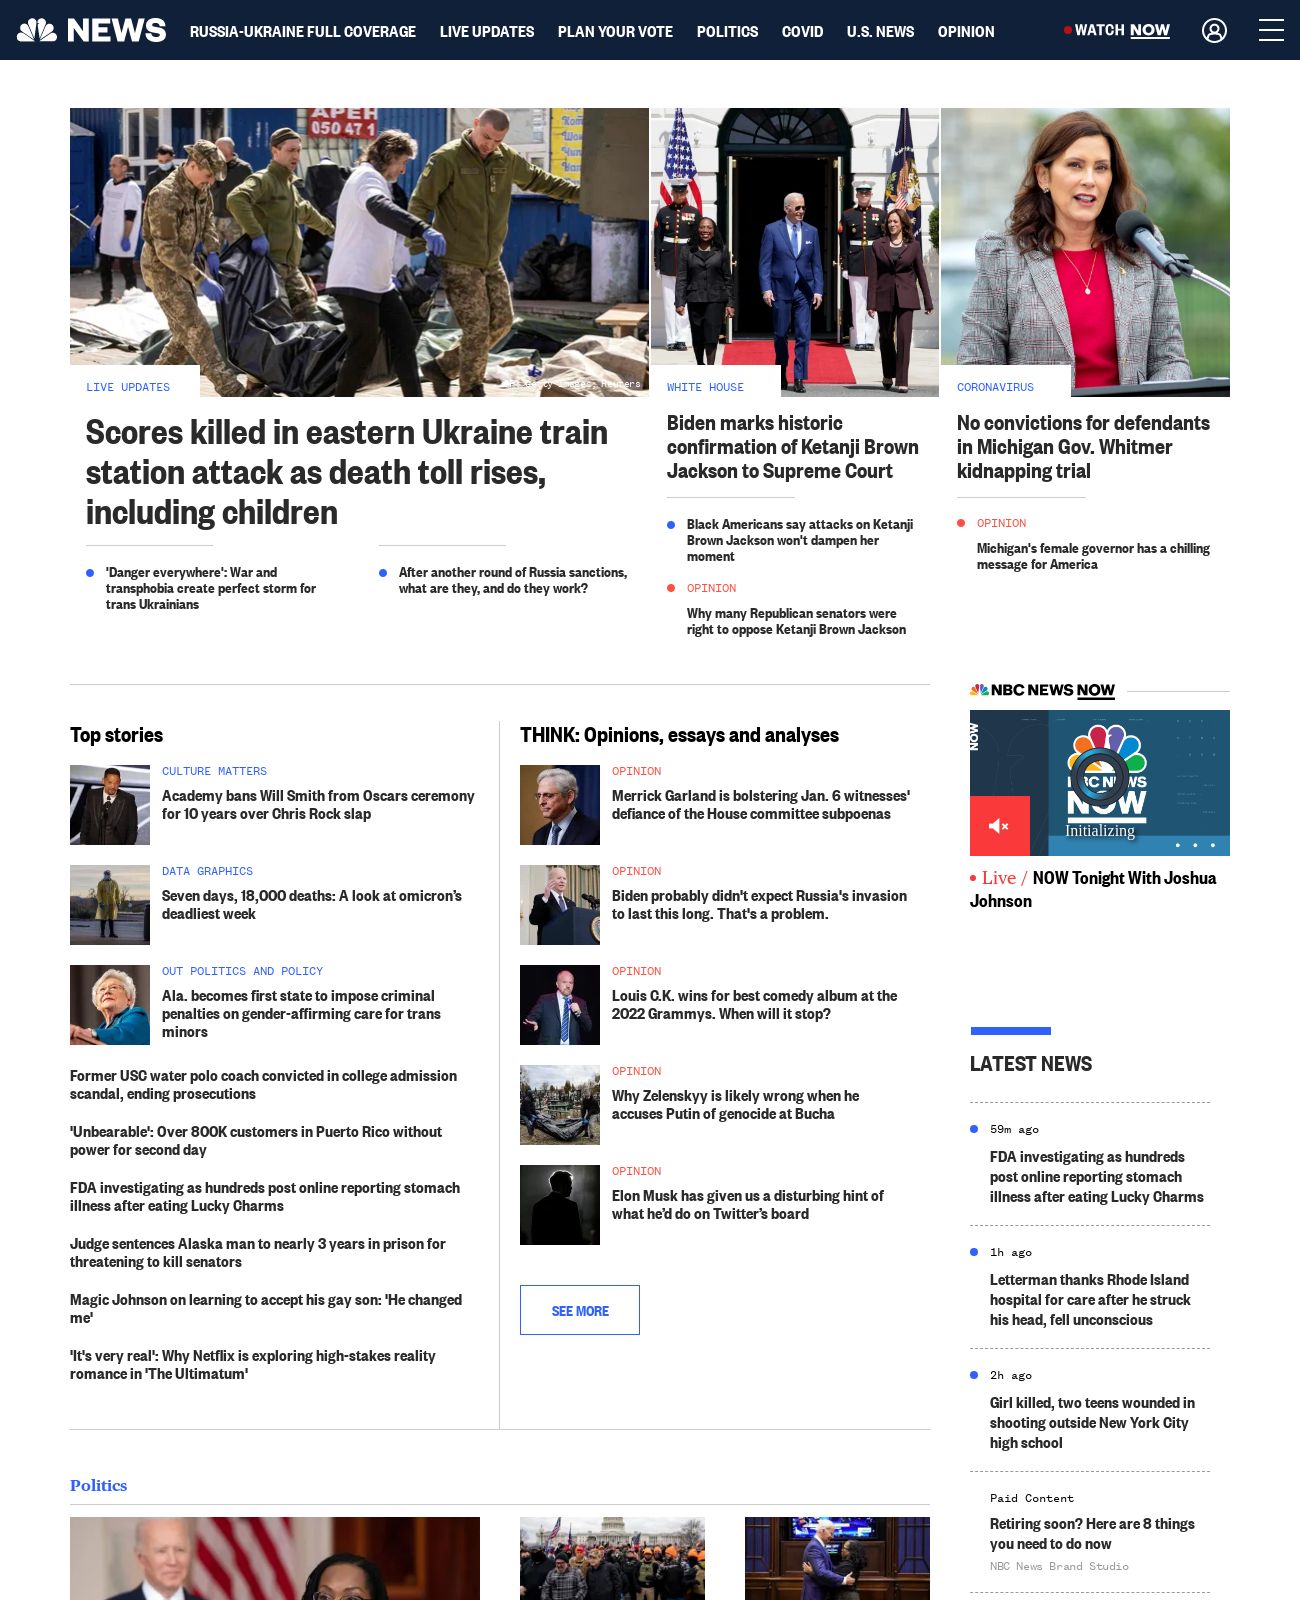 NEWS
RUSSIA-UKRAINE FULL COVERAGE
LIVE UPDATES
PLAN YOUR VOTE
POLITICS
COVID
U.S. NEWS
OPINION
WATCH NOW
050 47 1
LIVE UPDATES
Scores killed in eastern Ukraine train
station attack as death toll rises,
including children
'Danger everywhere': War and
transphobia create perfect storm for
trans Ukrainians
After another round of Russia sanctions,
what are they, and do they work?
WHITE HOUSE
Biden marks historic
confirmation of Ketanji Brown
Jackson to Supreme Court
Black Americans say attacks on Ketanji
Brown Jackson won't dampen her
moment
OPINION
Why many Republican senators were
right to oppose Ketanji Brown Jackson
CORONAVIRUS
No convictions for defendants
in Michigan Gov. Whitmer
kidnapping trial
OPINION
Michigan's female governor has a chilling
message for America
Top stories
CULTURE MATTERS
Academy bans Will Smith from Oscars ceremony
for 10 years over Chris Rock slap
DATA GRAPHICS
Seven days, 18,000 deaths: A look at omicron’s
deadliest week
OUT POLITICS AND POLICY
Ala. becomes first state to impose criminal
penalties on gender-affirming care for trans
minors
Former USC water polo coach convicted in college admission
scandal, ending prosecutions
'Unbearable': Over 800K customers in Puerto Rico without
power for second day
FDA investigating as hundreds post online reporting stomach
illness after eating Lucky Charms
Judge sentences Alaska man to nearly 3 years in prison for
threatening to kill senators
Magic Johnson on learning to accept his gay son: 'He changed
me'
'It's very real': Why Netflix is exploring high-stakes reality
romance in 'The Ultimatum'
THINK: Opinions, essays and analyses
OPINION
Merrick Garland is bolstering Jan. 6 witnesses'
defiance of the House committee subpoenas
OPINION
Biden probably didn't expect Russia's invasion
to last this long. That's a problem.
OPINION
Louis C.K. wins for best comedy album at the
2022 Grammys. When will it stop?
OPINION
Why Zelenskyy is likely wrong when he
accuses Putin of genocide at Bucha
OPINION
Elon Musk has given us a disturbing hint of
what he’d do on Twitter’s board
SEE MORE
NBC NEWS NOW
NOW
NBC NEWS
NOW
Initializing
Live / NOW Tonight With Joshua
Johnson
LATEST NEWS
59m ago
FDA investigating as hundreds
post online reporting stomach
illness after eating Lucky Charms
1h ago
Letterman thanks Rhode Island
hospital for care after he struck
his head, fell unconscious
2h ago
Girl killed, two teens wounded in
shooting outside New York City
high school
Paid Content
Retiring soon? Here are 8 things
you need to do now
NBC News Brand Studio
Politics